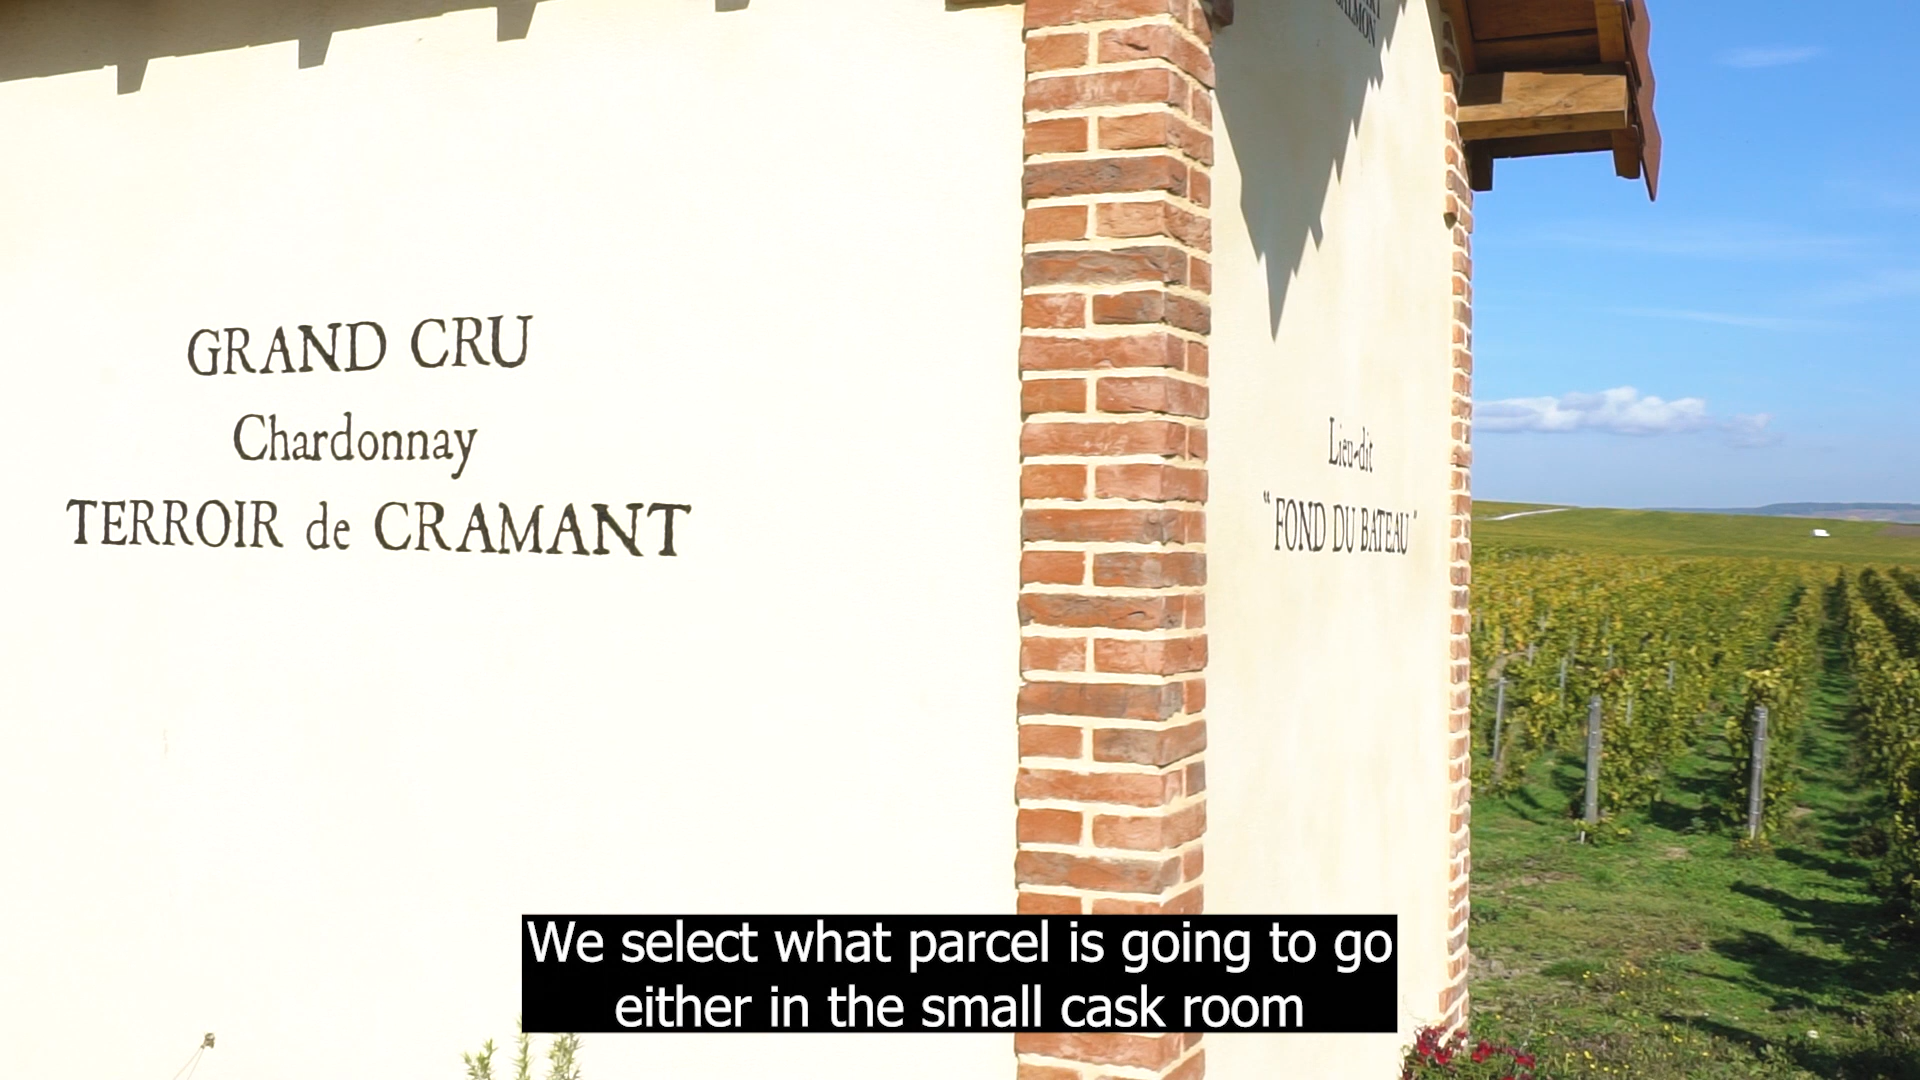 GRAND CRU
Chardonnay
TERROIR de CRAMANT
Lieu-dit
"FOND DU BATEAU"
We select what parcel is going to go
either in the small cask room